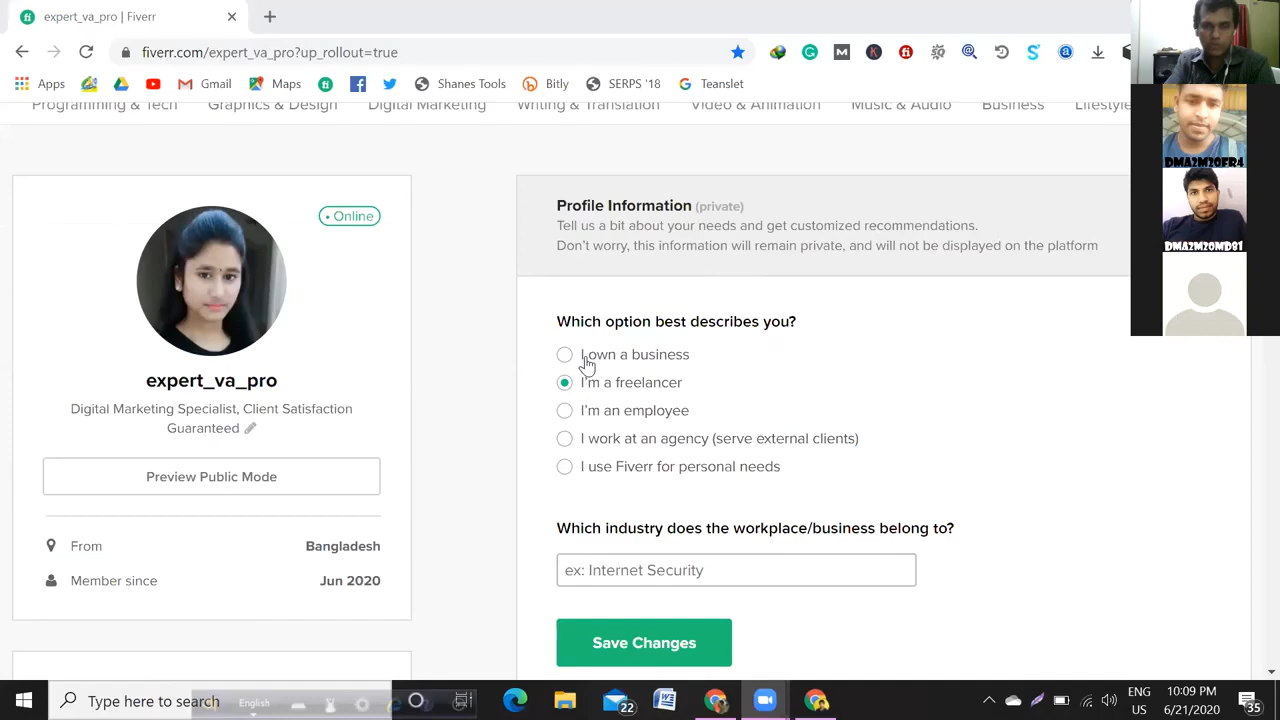 expert_va_pro | Fiverr
fiverr.com/expert_va_pro?up_rollout=true
Apps Gmail Maps Shanes Tools Bitly SERPS '18 Teanslet
Programming & Tech Graphics & Design Digital Marketing Writing & Translation Video & Animation Music & Audio Business Lifestyle
• Online
expert_va_pro
Digital Marketing Specialist, Client Satisfaction
Guaranteed
Preview Public Mode
From Bangladesh
Member since Jun 2020
Profile Information (private)
Tell us a bit about your needs and get customized recommendations.
Don't worry, this information will remain private, and will not be displayed on the platform
Which option best describes you?
I own a business
I'm a freelancer
I'm an employee
I work at an agency (serve external clients)
I use Fiverr for personal needs
Which industry does the workplace/business belong to?
ex: Internet Security
Save Changes
DMA2M20FR4
DMA2M20MD81
Type here to search
English
22
ENG
US
10:09 PM
6/21/2020
35